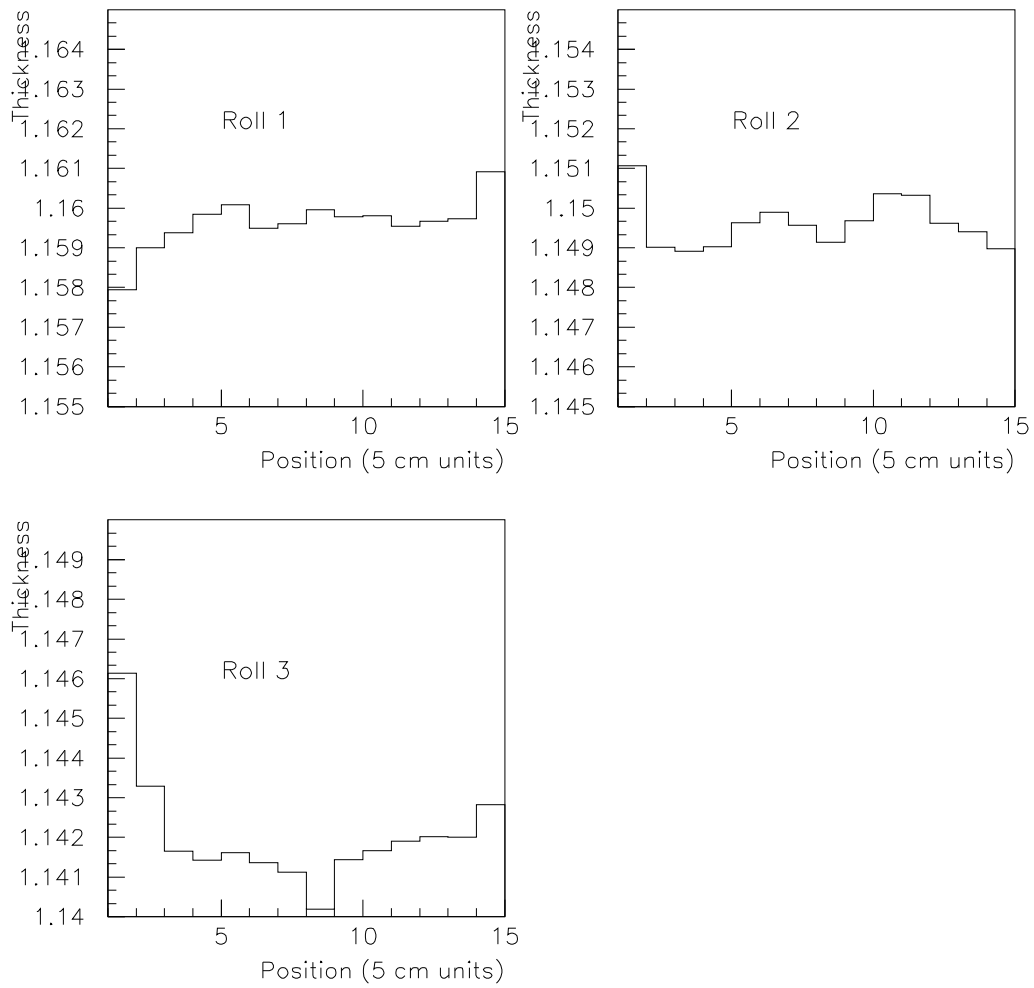 Thickness
1.164
1.163
1.162
1.161
1.16
1.159
1.158
1.157
1.156
1.155
Roll 1
5 10 15
Position (5 cm units)
Thickness
1.154
1.153
1.152
1.151
1.15
1.149
1.148
1.147
1.146
1.145
Roll 2
5 10 15
Position (5 cm units)
Thickness
1.149
1.148
1.147
1.146
1.145
1.144
1.143
1.142
1.141
1.14
Roll 3
5 10 15
Position (5 cm units)